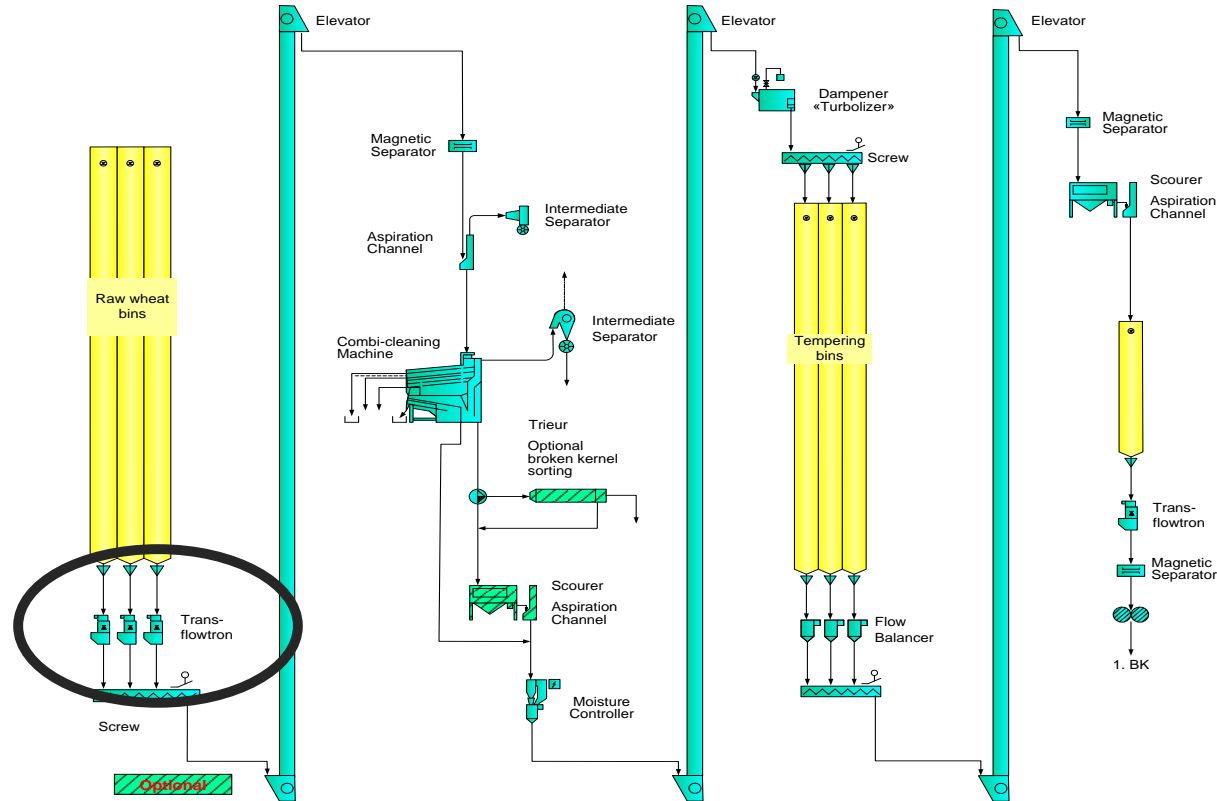 Elevator
Elevator
Elevator
Magnetic
Separator
Intermediate
Separator
Aspiration
Channel
Raw wheat
bins
Intermediate
Separator
Combi-cleaning
Machine
Trieur
Optional
broken kernel
sorting
Scourer
Aspiration
Channel
Moisture
Controller
Trans-
flowtron
Screw
Optional
Dampener
«Turbolizer»
Screw
Tempering
bins
Flow
Balancer
Magnetic
Separator
Scourer
Aspiration
Channel
Trans-
flowtron
Magnetic
Separator
1. BK